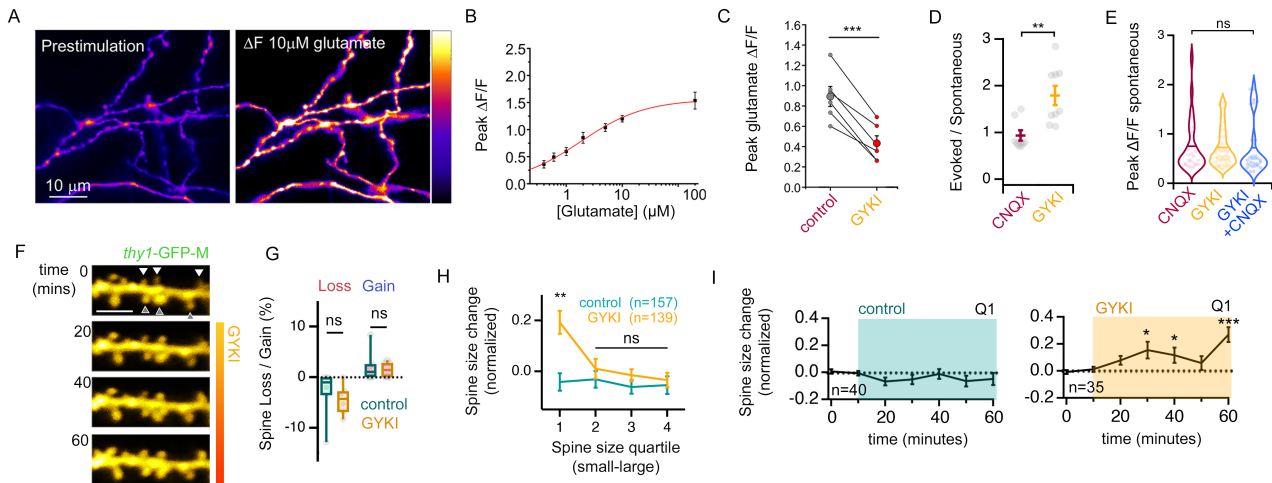 A
Prestimulation
ΔF 10μM glutamate
10 μm
B
2.5
2.0
1.5
1.0
0.5
0.0
Peak ΔF/F
1
10
100
[Glutamate] (μM)
C
***
1.6
1.4
1.2
1.0
0.8
0.6
0.4
0.2
0.0
Peak glutamate ΔF/F
control
GYKI
D
**
3
2
1
0
Evoked / Spontaneous
CNQX
GYKI
E
ns
3
2
1
0
Peak ΔF/F spontaneous
CNQX
GYKI
GYKI
+CNQX
F
thy1-GFP-M
time
(mins)
0
20
40
60
GYKI
G
Loss
Gain
ns
ns
10
0
-10
Spine Loss / Gain (%)
control
GYKI
H
**
control (n=157)
GYKI (n=139)
ns
0.2
0.0
Spine size change
(normalized)
1
2
3
4
Spine size quartile
(small-large)
I
control
Q1
0.4
0.2
0.0
-0.2
Spine size change
(normalized)
n=40
0
20
40
60
time (minutes)
GYKI
Q1
*
*
***
0.4
0.2
0.0
-0.2
n=35
0
20
40
60
time (minutes)